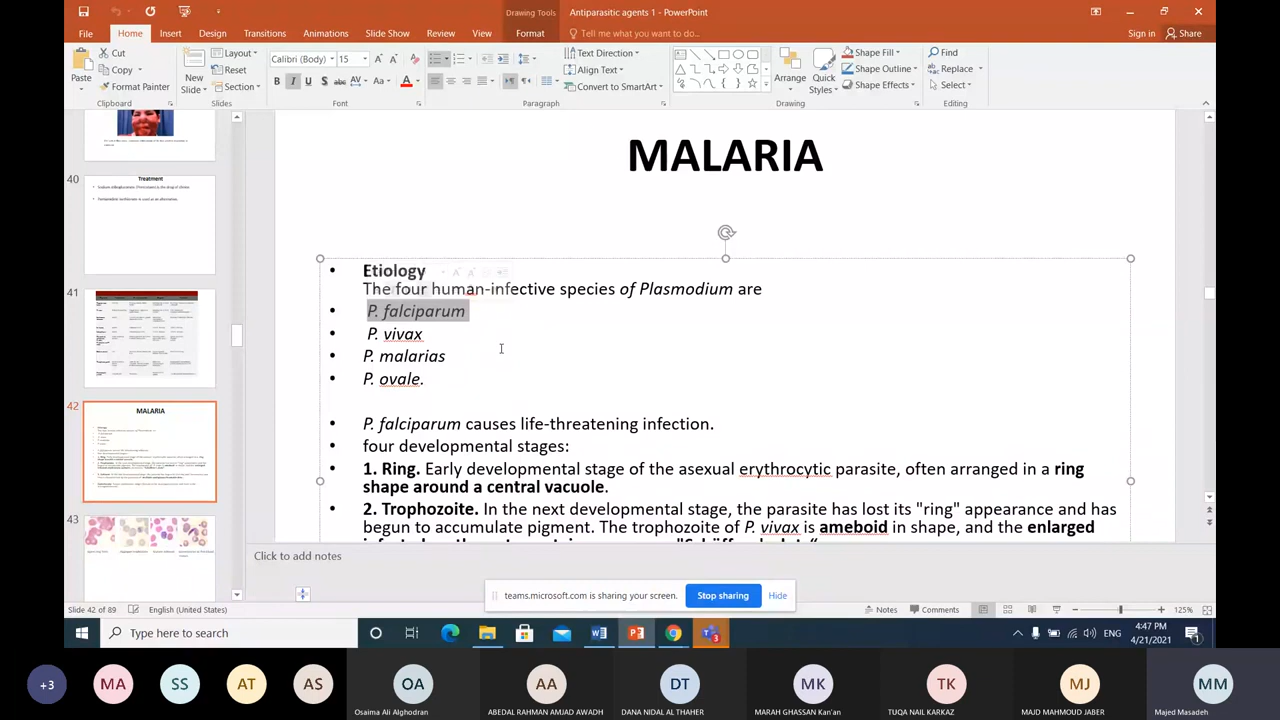 Drawing Tools
Antiparasitic agents 1 - PowerPoint
File
Home
Insert
Design
Transitions
Animations
Slide Show
Review
View
Format
Tell me what you want to do...
Sign in
Share
Paste
Cut
Copy
Format Painter
Clipboard
New Slide
Layout
Reset
Section
Slides
Calibri (Body)
15
Font
Text Direction
Align Text
Convert to SmartArt
Paragraph
Arrange
Quick Styles
Shape Fill
Shape Outline
Shape Effects
Drawing
Find
Replace
Select
Editing
40
Treatment
41
42
MALARIA
43
MALARIA
• Etiology
The four human-infective species of Plasmodium are
• P. falciparum
• P. vivax
• P. malarias
• P. ovale.
• P. falciparum causes life-threatening infection.
• four developmental stages:
• 1. Ring. Early developmental stage of the asexual erythrocytic parasite, often arranged in a ring
shape around a central vacuole.
• 2. Trophozoite. In the next developmental stage, the parasite has lost its "ring" appearance and has
begun to accumulate pigment. The trophozoite of P. vivax is ameboid in shape, and the enlarged
Click to add notes
teams.microsoft.com is sharing your screen.
Stop sharing
Hide
Slide 42 of 89
English (United States)
Notes
Comments
125%
Type here to search
3
ENG
4:47 PM
4/21/2021
1
+3
MA
SS
AT
AS
OA
AA
DT
MK
TK
MJ
MM
Osaima Ali Alghodran
ABEDAL RAHMAN AMJAD AWADH
DANA NIDAL AL THAHER
MARAH GHASSAN Kan'an
TUQA NAIL KARKAZ
MAJD MAHMOUD JABER
Majed Masadeh